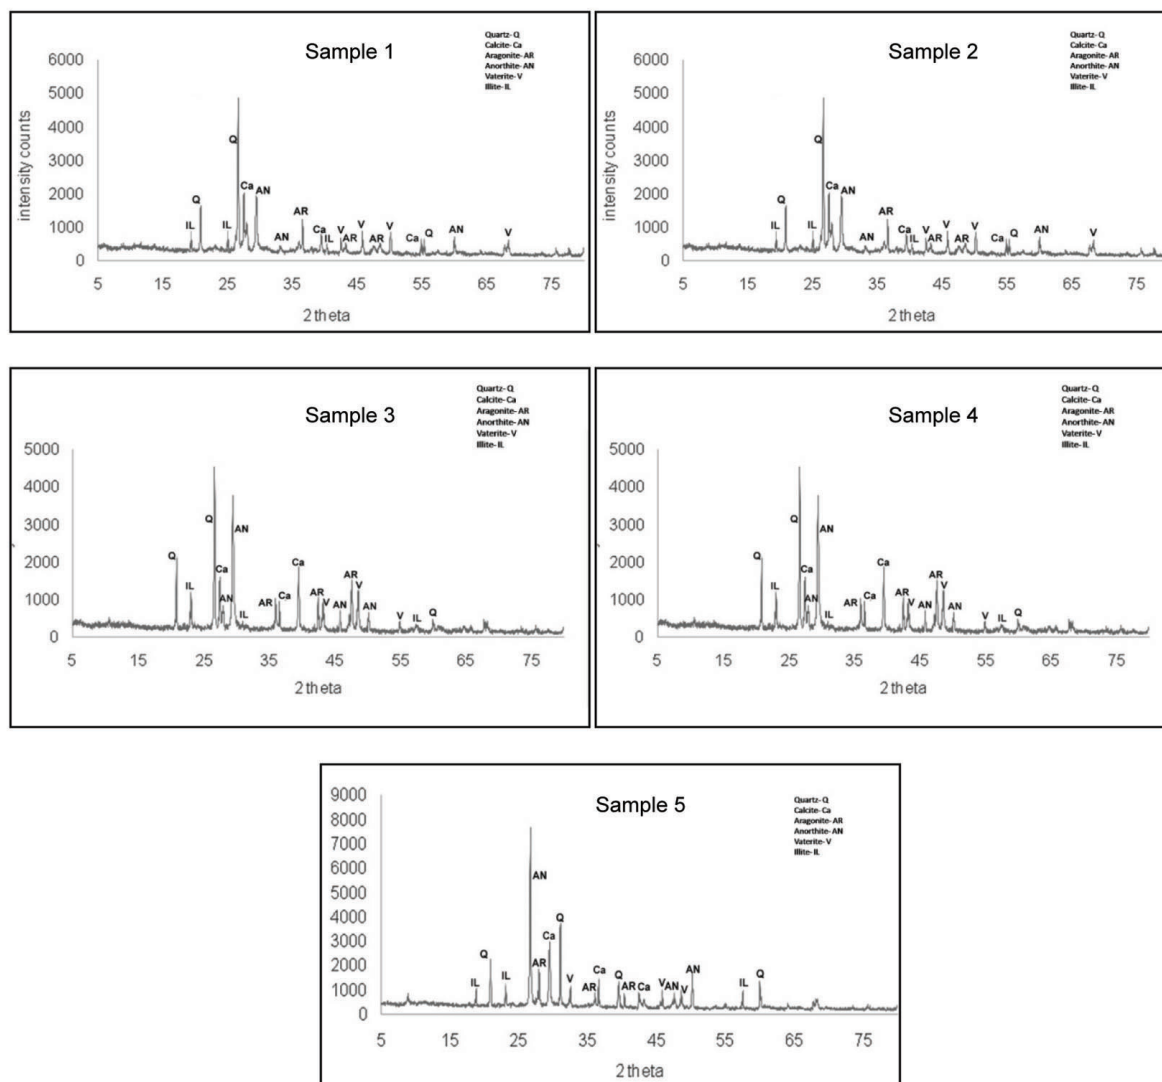 Sample 1
Quartz-Q
Calcite-Ca
Aragonite-AR
Anorthite-AN
Vaterite-V
Illite-IL
intensity counts
6000
5000
4000
3000
2000
1000
0
IL
Q
IL
Q
Ca
AN
AN
AR
Ca
IL
V
AR
V
AR
V
Ca
Q
AN
V
5 15 25 35 45 55 65 75
2 theta
Sample 2
Quartz-Q
Calcite-Ca
Aragonite-AR
Anorthite-AN
Vaterite-V
Illite-IL
intensity counts
6000
5000
4000
3000
2000
1000
0
IL
Q
IL
Q
Ca
AN
AN
AR
Ca
IL
V
AR
V
AR
V
Ca
Q
AN
V
5 15 25 35 45 55 65 75
2 theta
Sample 3
Quartz-Q
Calcite-Ca
Aragonite-AR
Anorthite-AN
Vaterite-V
Illite-IL
5000
4000
3000
2000
1000
0
Q
IL
Q
Ca
AN
AN
IL
AR
Ca
Ca
AR
V
AN
AR
V
AN
V
IL
Q
5 15 25 35 45 55 65 75
2 theta
Sample 4
Quartz-Q
Calcite-Ca
Aragonite-AR
Anorthite-AN
Vaterite-V
Illite-IL
5000
4000
3000
2000
1000
0
Q
IL
Q
Ca
AN
AN
IL
AR
Ca
Ca
AR
V
AN
AR
V
AN
V
IL
Q
5 15 25 35 45 55 65 75
2 theta
Sample 5
Quartz-Q
Calcite-Ca
Aragonite-AR
Anorthite-AN
Vaterite-V
Illite-IL
9000
8000
7000
6000
5000
4000
3000
2000
1000
0
IL
Q
IL
AN
AR
Ca
Q
V
AR
Ca
Q
AR
Ca
V
AN
V
AN
IL
Q
5 15 25 35 45 55 65 75
2 theta